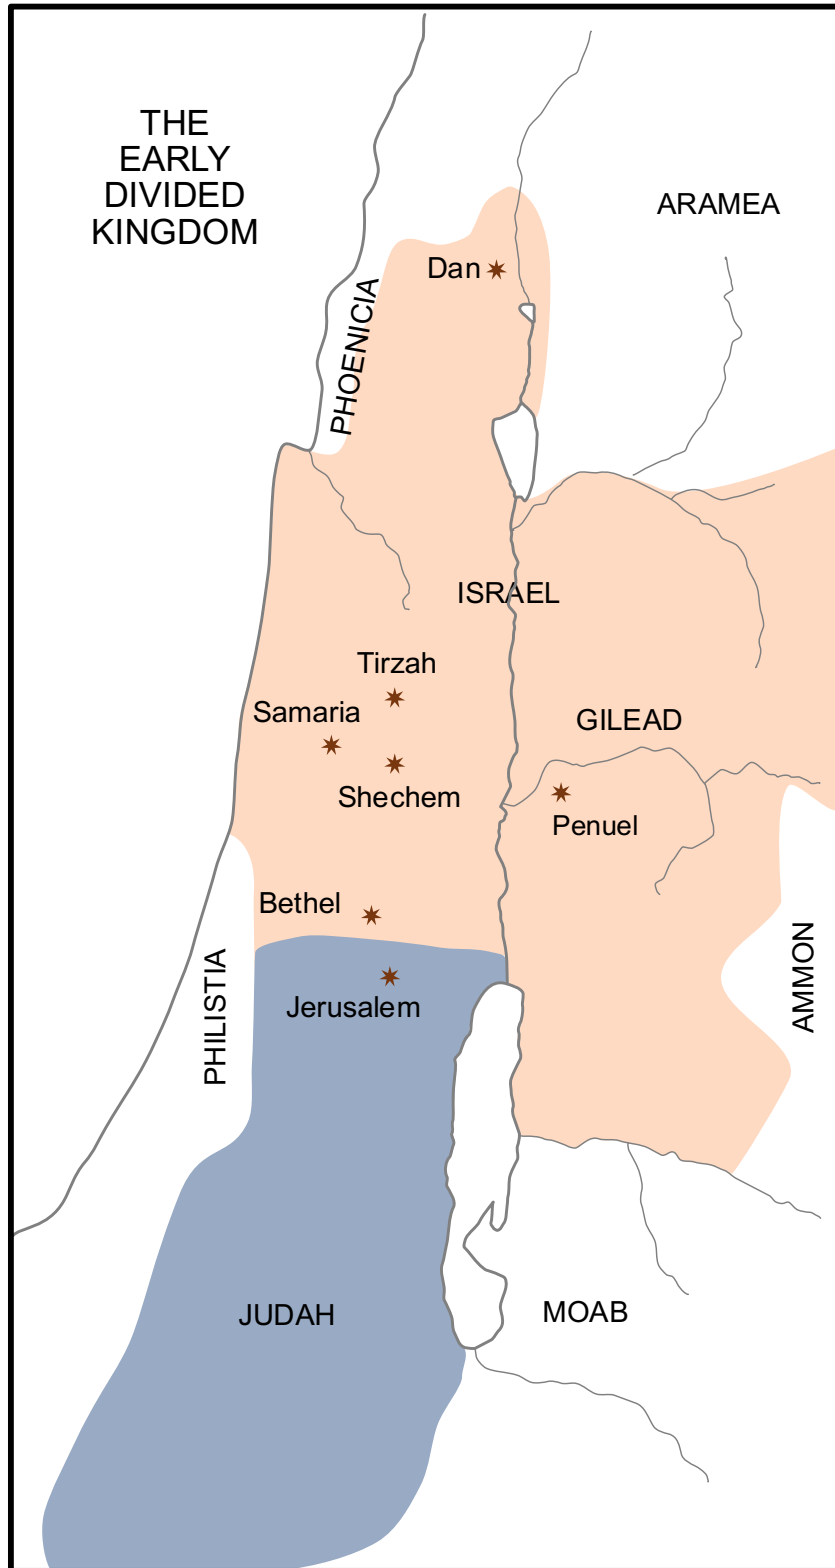 THE
EARLY
DIVIDED
KINGDOM
ARAMEA
Dan
PHOENICIA
ISRAEL
Tirzah
Samaria
GILEAD
Shechem
Penuel
Bethel
PHILISTIA
AMMON
Jerusalem
JUDAH
MOAB